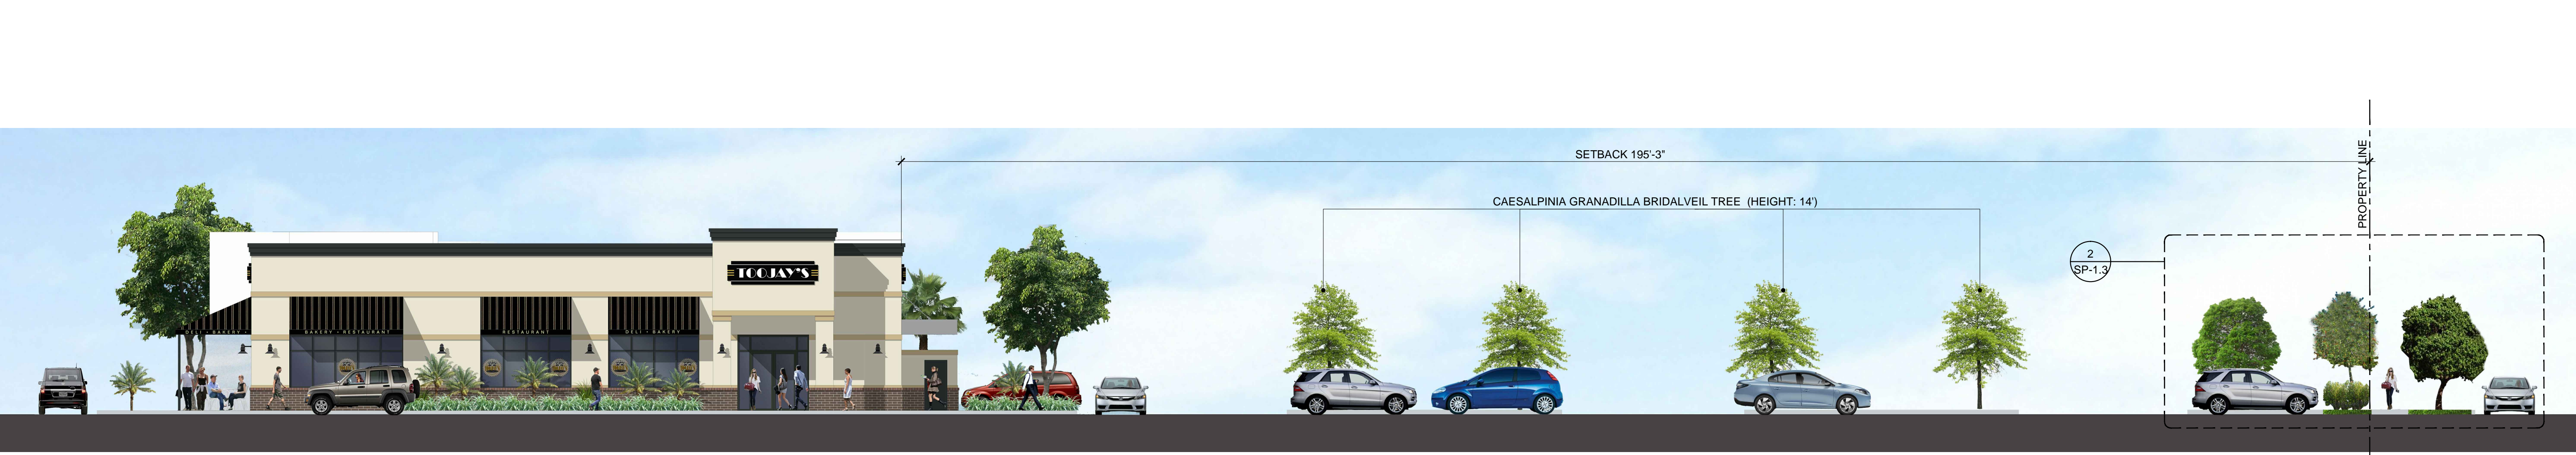 SETBACK 195'-3"
PROPERTY LINE
CAESALPINIA GRANADILLA BRIDALVEIL TREE (HEIGHT: 14')
2
SP-1.3
TOOJAY'S
DELI • BAKERY •
BAKERY • RESTAURANT
RESTAURANT
DELI • BAKERY